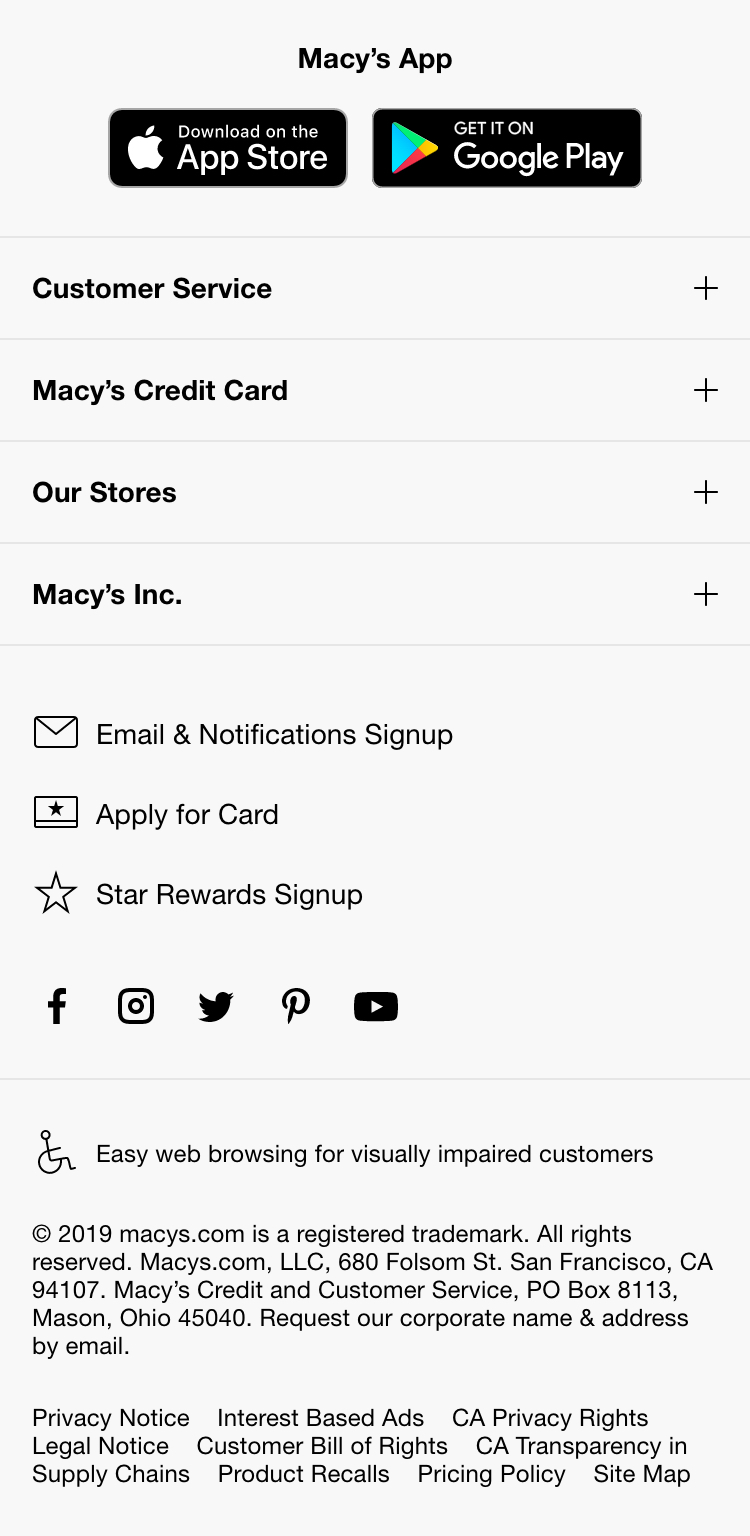 Macy’s App
Download on the
App Store
GET IT ON
Google Play
Customer Service
Macy’s Credit Card
Our Stores
Macy’s Inc.
Email & Notifications Signup
Apply for Card
Star Rewards Signup
Easy web browsing for visually impaired customers
© 2019 macys.com is a registered trademark. All rights
reserved. Macys.com, LLC, 680 Folsom St. San Francisco, CA
94107. Macy’s Credit and Customer Service, PO Box 8113,
Mason, Ohio 45040. Request our corporate name & address
by email.
Privacy Notice Interest Based Ads CA Privacy Rights
Legal Notice Customer Bill of Rights CA Transparency in
Supply Chains Product Recalls Pricing Policy Site Map